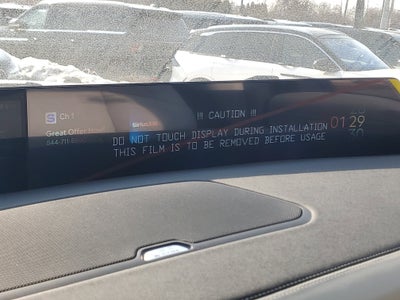 Ch 1
SiriusXM
!!! CAUTION !!!
Great Offer
DO NOT TOUCH DISPLAY DURING INSTALLATION
THIS FILM IS TO BE REMOVED BEFORE USAGE
01 29
30